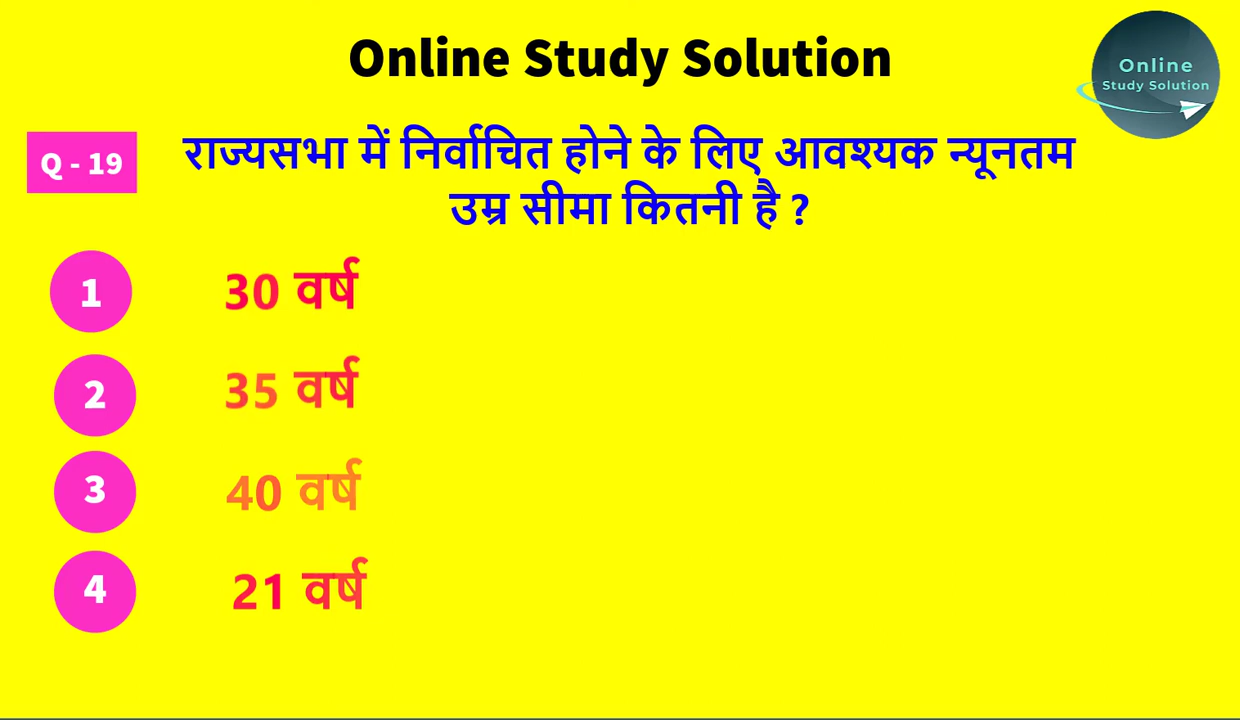 Online Study Solution
Online
Study Solution
Q - 19
राज्यसभा में निर्वाचित होने के लिए आवश्यक न्यूनतम
उम्र सीमा कितनी है ?
1 30 वर्ष
2 35 वर्ष
3 40 वर्ष
4 21 वर्ष